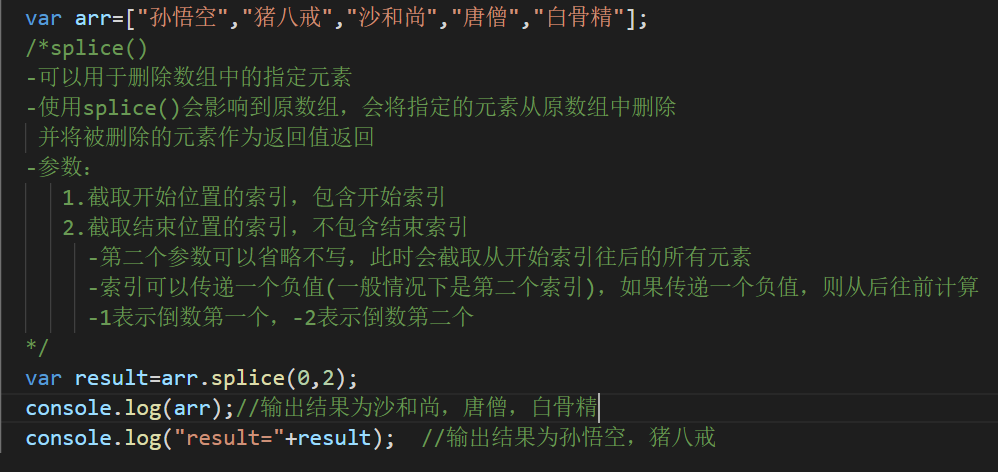 var arr=["孙悟空","猪八戒","沙和尚","唐僧","白骨精"];
/*splice()
-可以用于删除数组中的指定元素
-使用splice()会影响到原数组，会将指定的元素从原数组中删除
并将被删除的元素作为返回值返回
-参数：
1.截取开始位置的索引，包含开始索引
2.截取结束位置的索引，不包含结束索引
-第二个参数可以省略不写，此时会截取从开始索引往后的所有元素
-索引可以传递一个负值(一般情况下是第二个索引)，如果传递一个负值，则从后往前计算
-1表示倒数第一个，-2表示倒数第二个
*/
var result=arr.splice(0,2);
console.log(arr);//输出结果为沙和尚，唐僧，白骨精
console.log("result="+result);  //输出结果为孙悟空，猪八戒